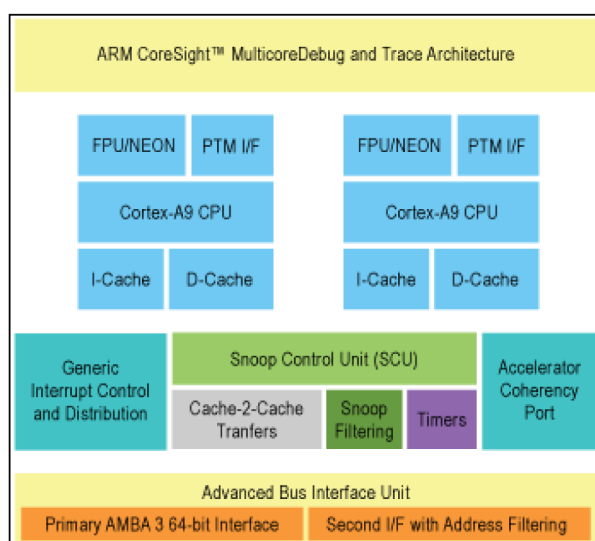 ARM CoreSight™ MulticoreDebug and Trace Architecture
FPU/NEON
PTM I/F
FPU/NEON
PTM I/F
Cortex-A9 CPU
Cortex-A9 CPU
I-Cache
D-Cache
I-Cache
D-Cache
Generic
Interrupt Control
and Distribution
Snoop Control Unit (SCU)
Cache-2-Cache
Tranfers
Snoop
Filtering
Timers
Accelerator
Coherency
Port
Advanced Bus Interface Unit
Primary AMBA 3 64-bit Interface
Second I/F with Address Filtering